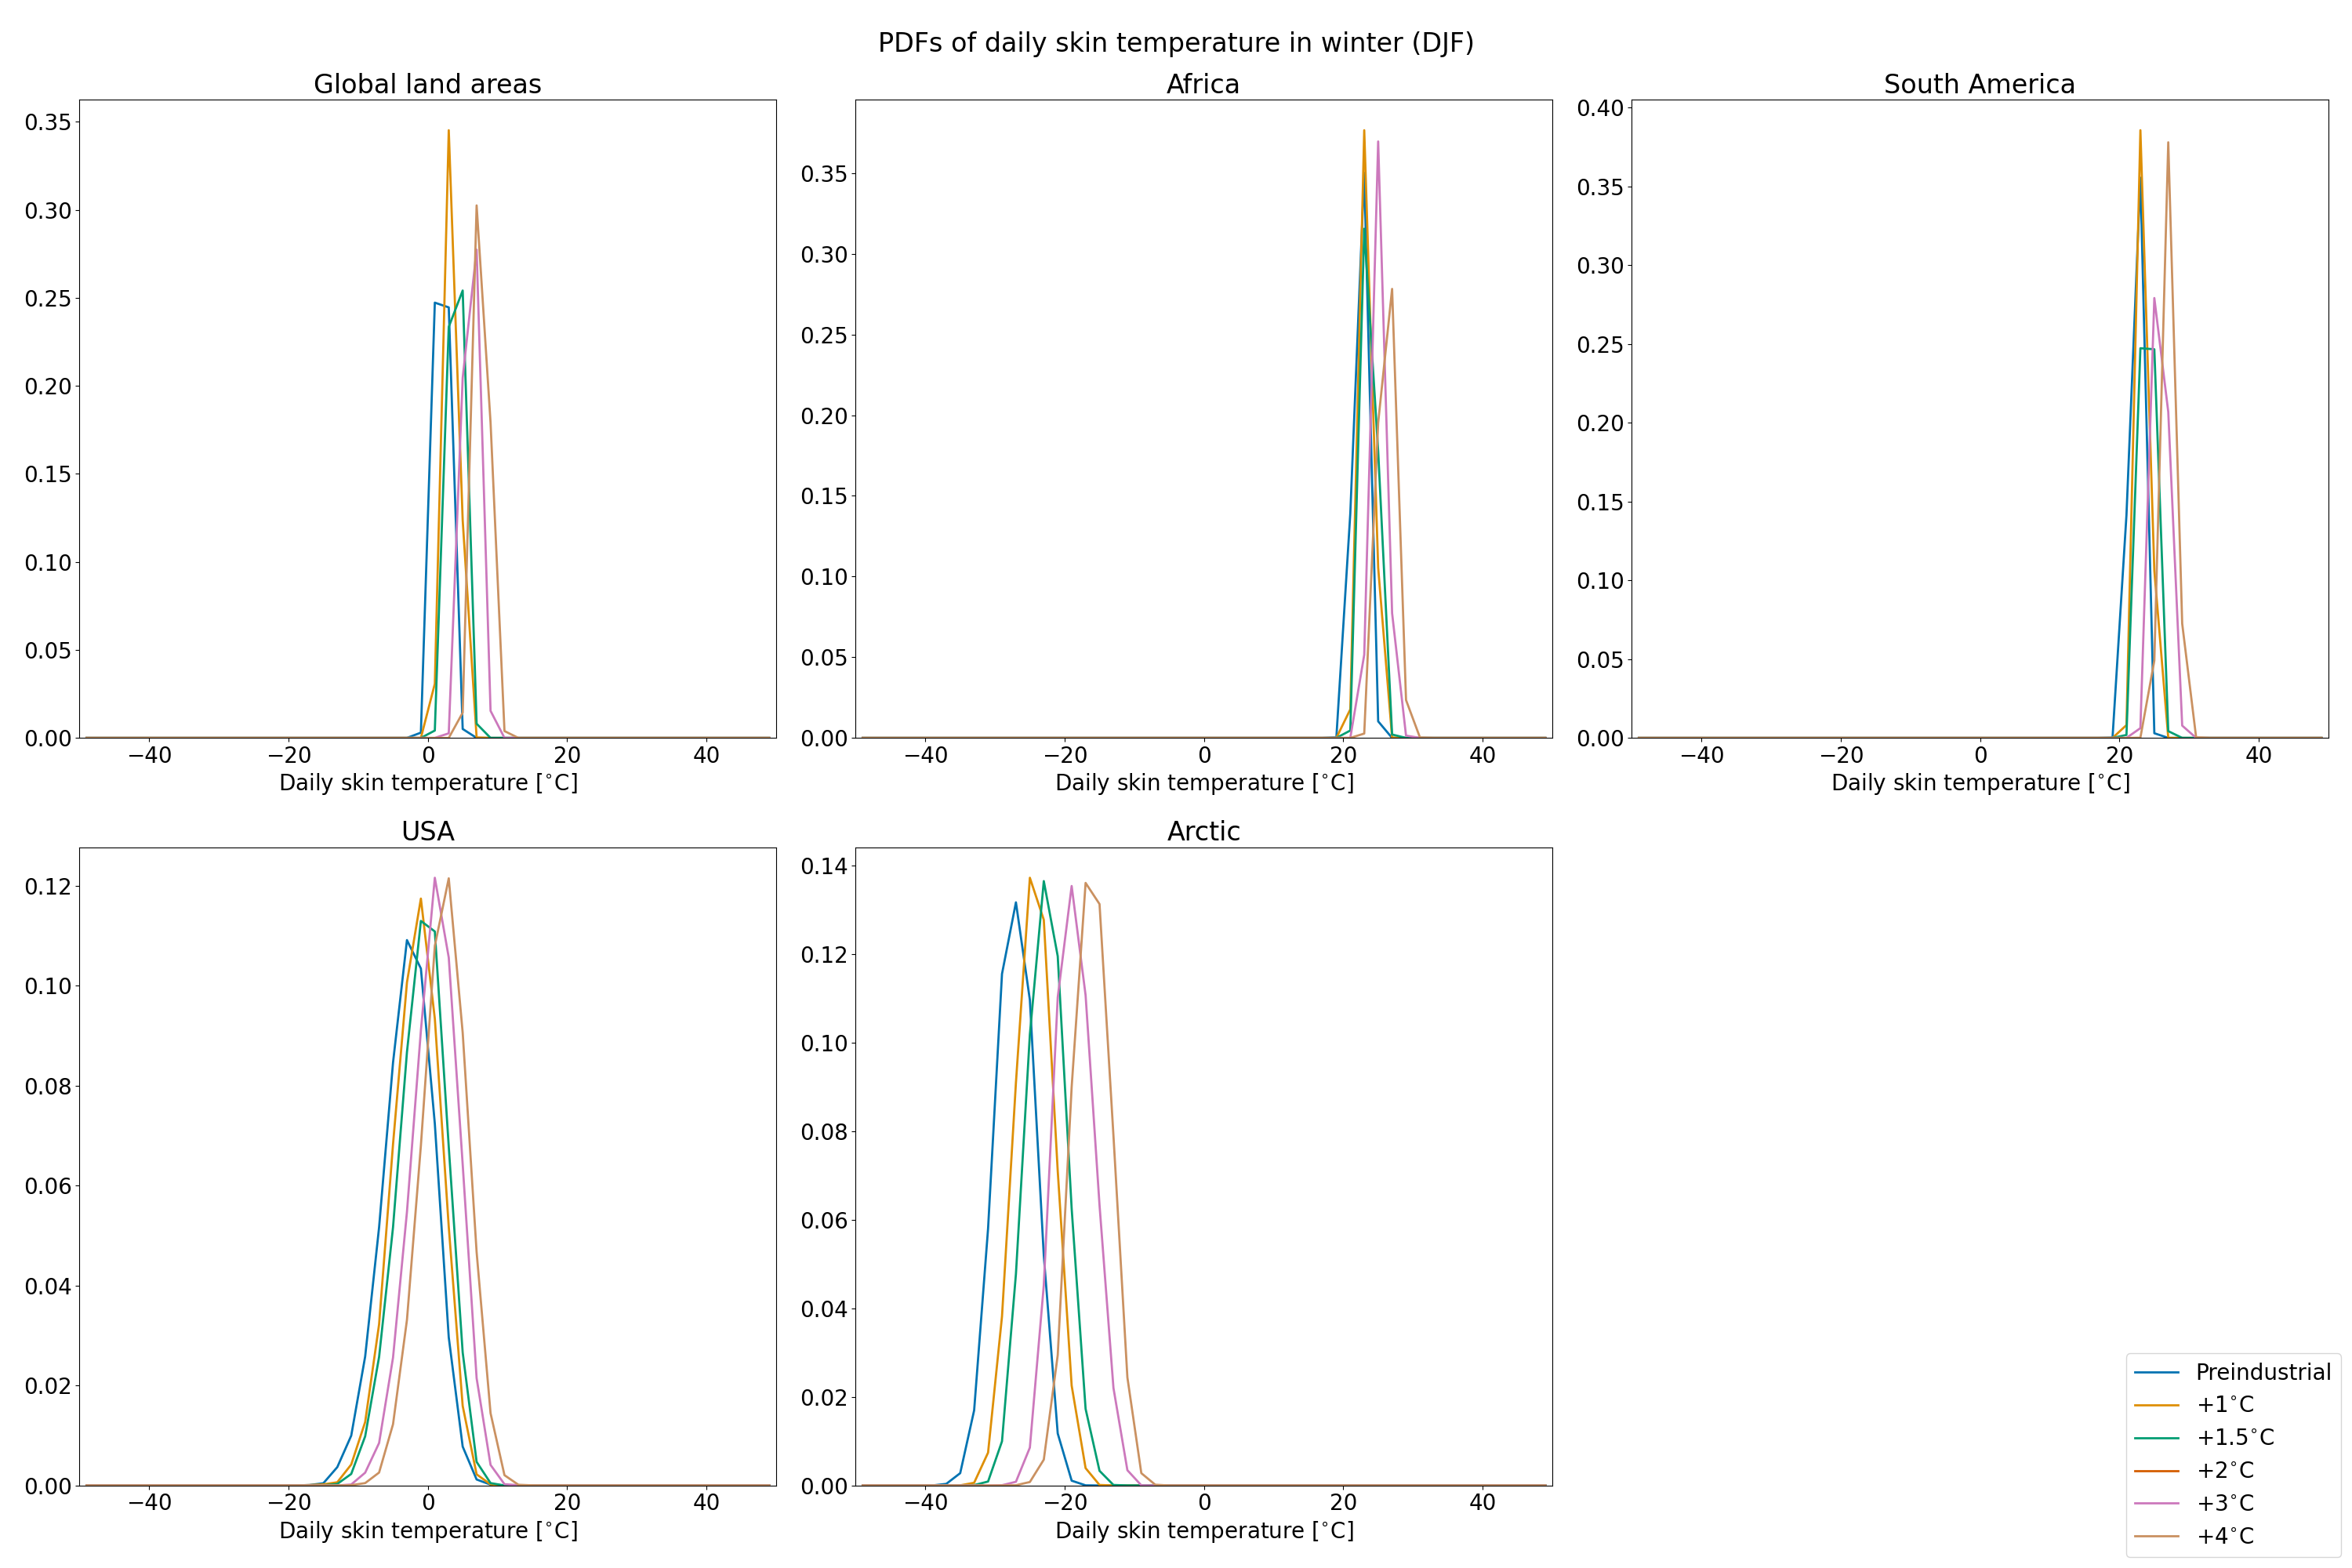 PDFs of daily skin temperature in winter (DJF)
Global land areas
0.35
0.30
0.25
0.20
0.15
0.10
0.05
0.00
−40 −20 0 20 40
Daily skin temperature [°C]
Africa
0.35
0.30
0.25
0.20
0.15
0.10
0.05
0.00
−40 −20 0 20 40
Daily skin temperature [°C]
South America
0.40
0.35
0.30
0.25
0.20
0.15
0.10
0.05
0.00
−40 −20 0 20 40
Daily skin temperature [°C]
USA
0.12
0.10
0.08
0.06
0.04
0.02
0.00
−40 −20 0 20 40
Daily skin temperature [°C]
Arctic
0.14
0.12
0.10
0.08
0.06
0.04
0.02
0.00
−40 −20 0 20 40
Daily skin temperature [°C]
Preindustrial
+1°C
+1.5°C
+2°C
+3°C
+4°C